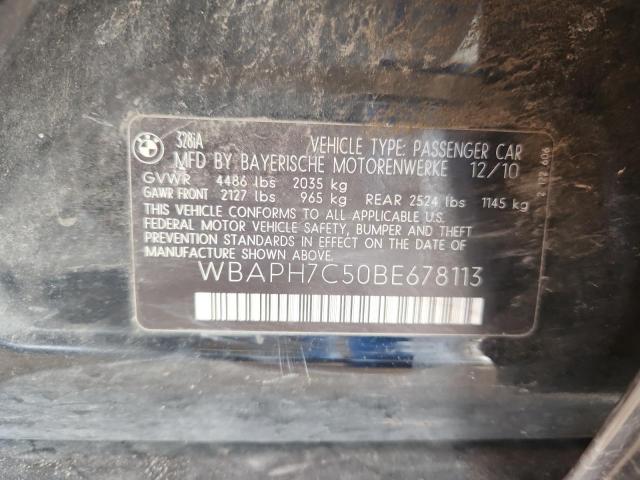 BMW
328iA
VEHICLE TYPE: PASSENGER CAR
MFD BY BAYERISCHE MOTORENWERKE 12/10
GVWR 4486 lbs 2035 kg
GAWR FRONT 2127 lbs 965 kg REAR 2524 lbs 1145 kg
THIS VEHICLE CONFORMS TO ALL APPLICABLE U.S.
FEDERAL MOTOR VEHICLE SAFETY, BUMPER AND THEFT
PREVENTION STANDARDS IN EFFECT ON THE DATE OF
MANUFACTURE SHOWN ABOVE.
WBAPH7C50BE678113